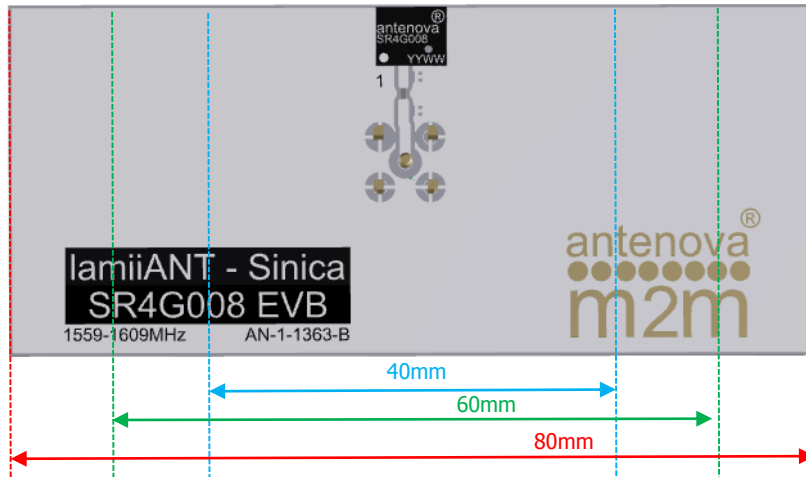 antenova®
SR4G008
YYWW
1
lamiiANT - Sinica
SR4G008 EVB
1559-1609MHz AN-1-1363-B
antenova®
m2m
40mm
60mm
80mm